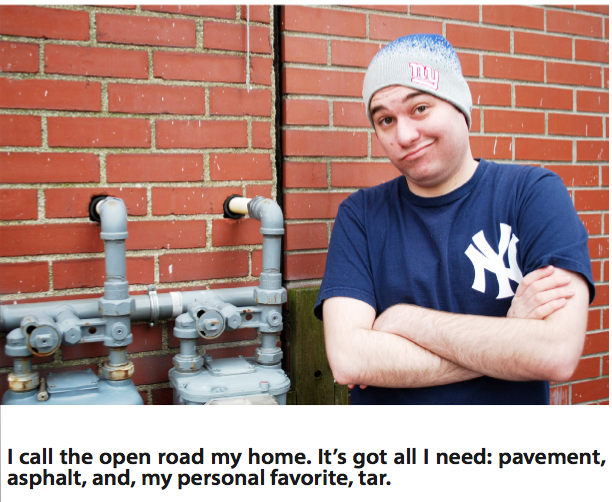 ny
NY
I call the open road my home. It’s got all I need: pavement,
asphalt, and, my personal favorite, tar.